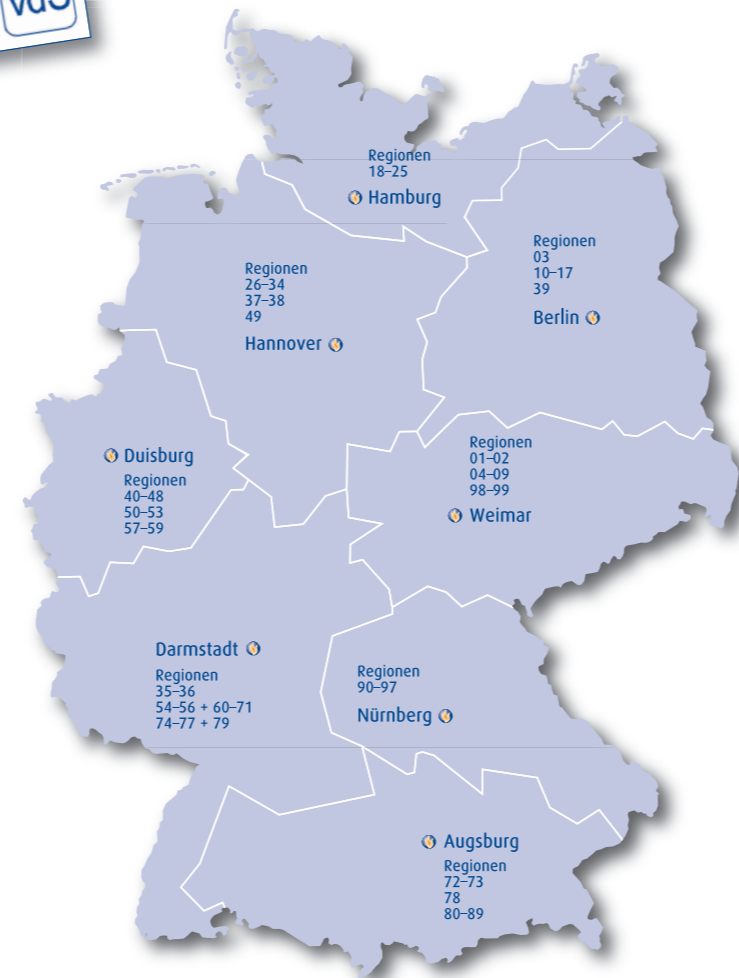 VdS
Regionen
18–25
Hamburg
Regionen
03
10–17
39
Berlin
Regionen
26–34
37–38
49
Hannover
Duisburg
Regionen
40–48
50–53
57–59
Regionen
01–02
04–09
98–99
Weimar
Darmstadt
Regionen
35–36
54–56 + 60–71
74–77 + 79
Regionen
90–97
Nürnberg
Augsburg
Regionen
72–73
78
80–89